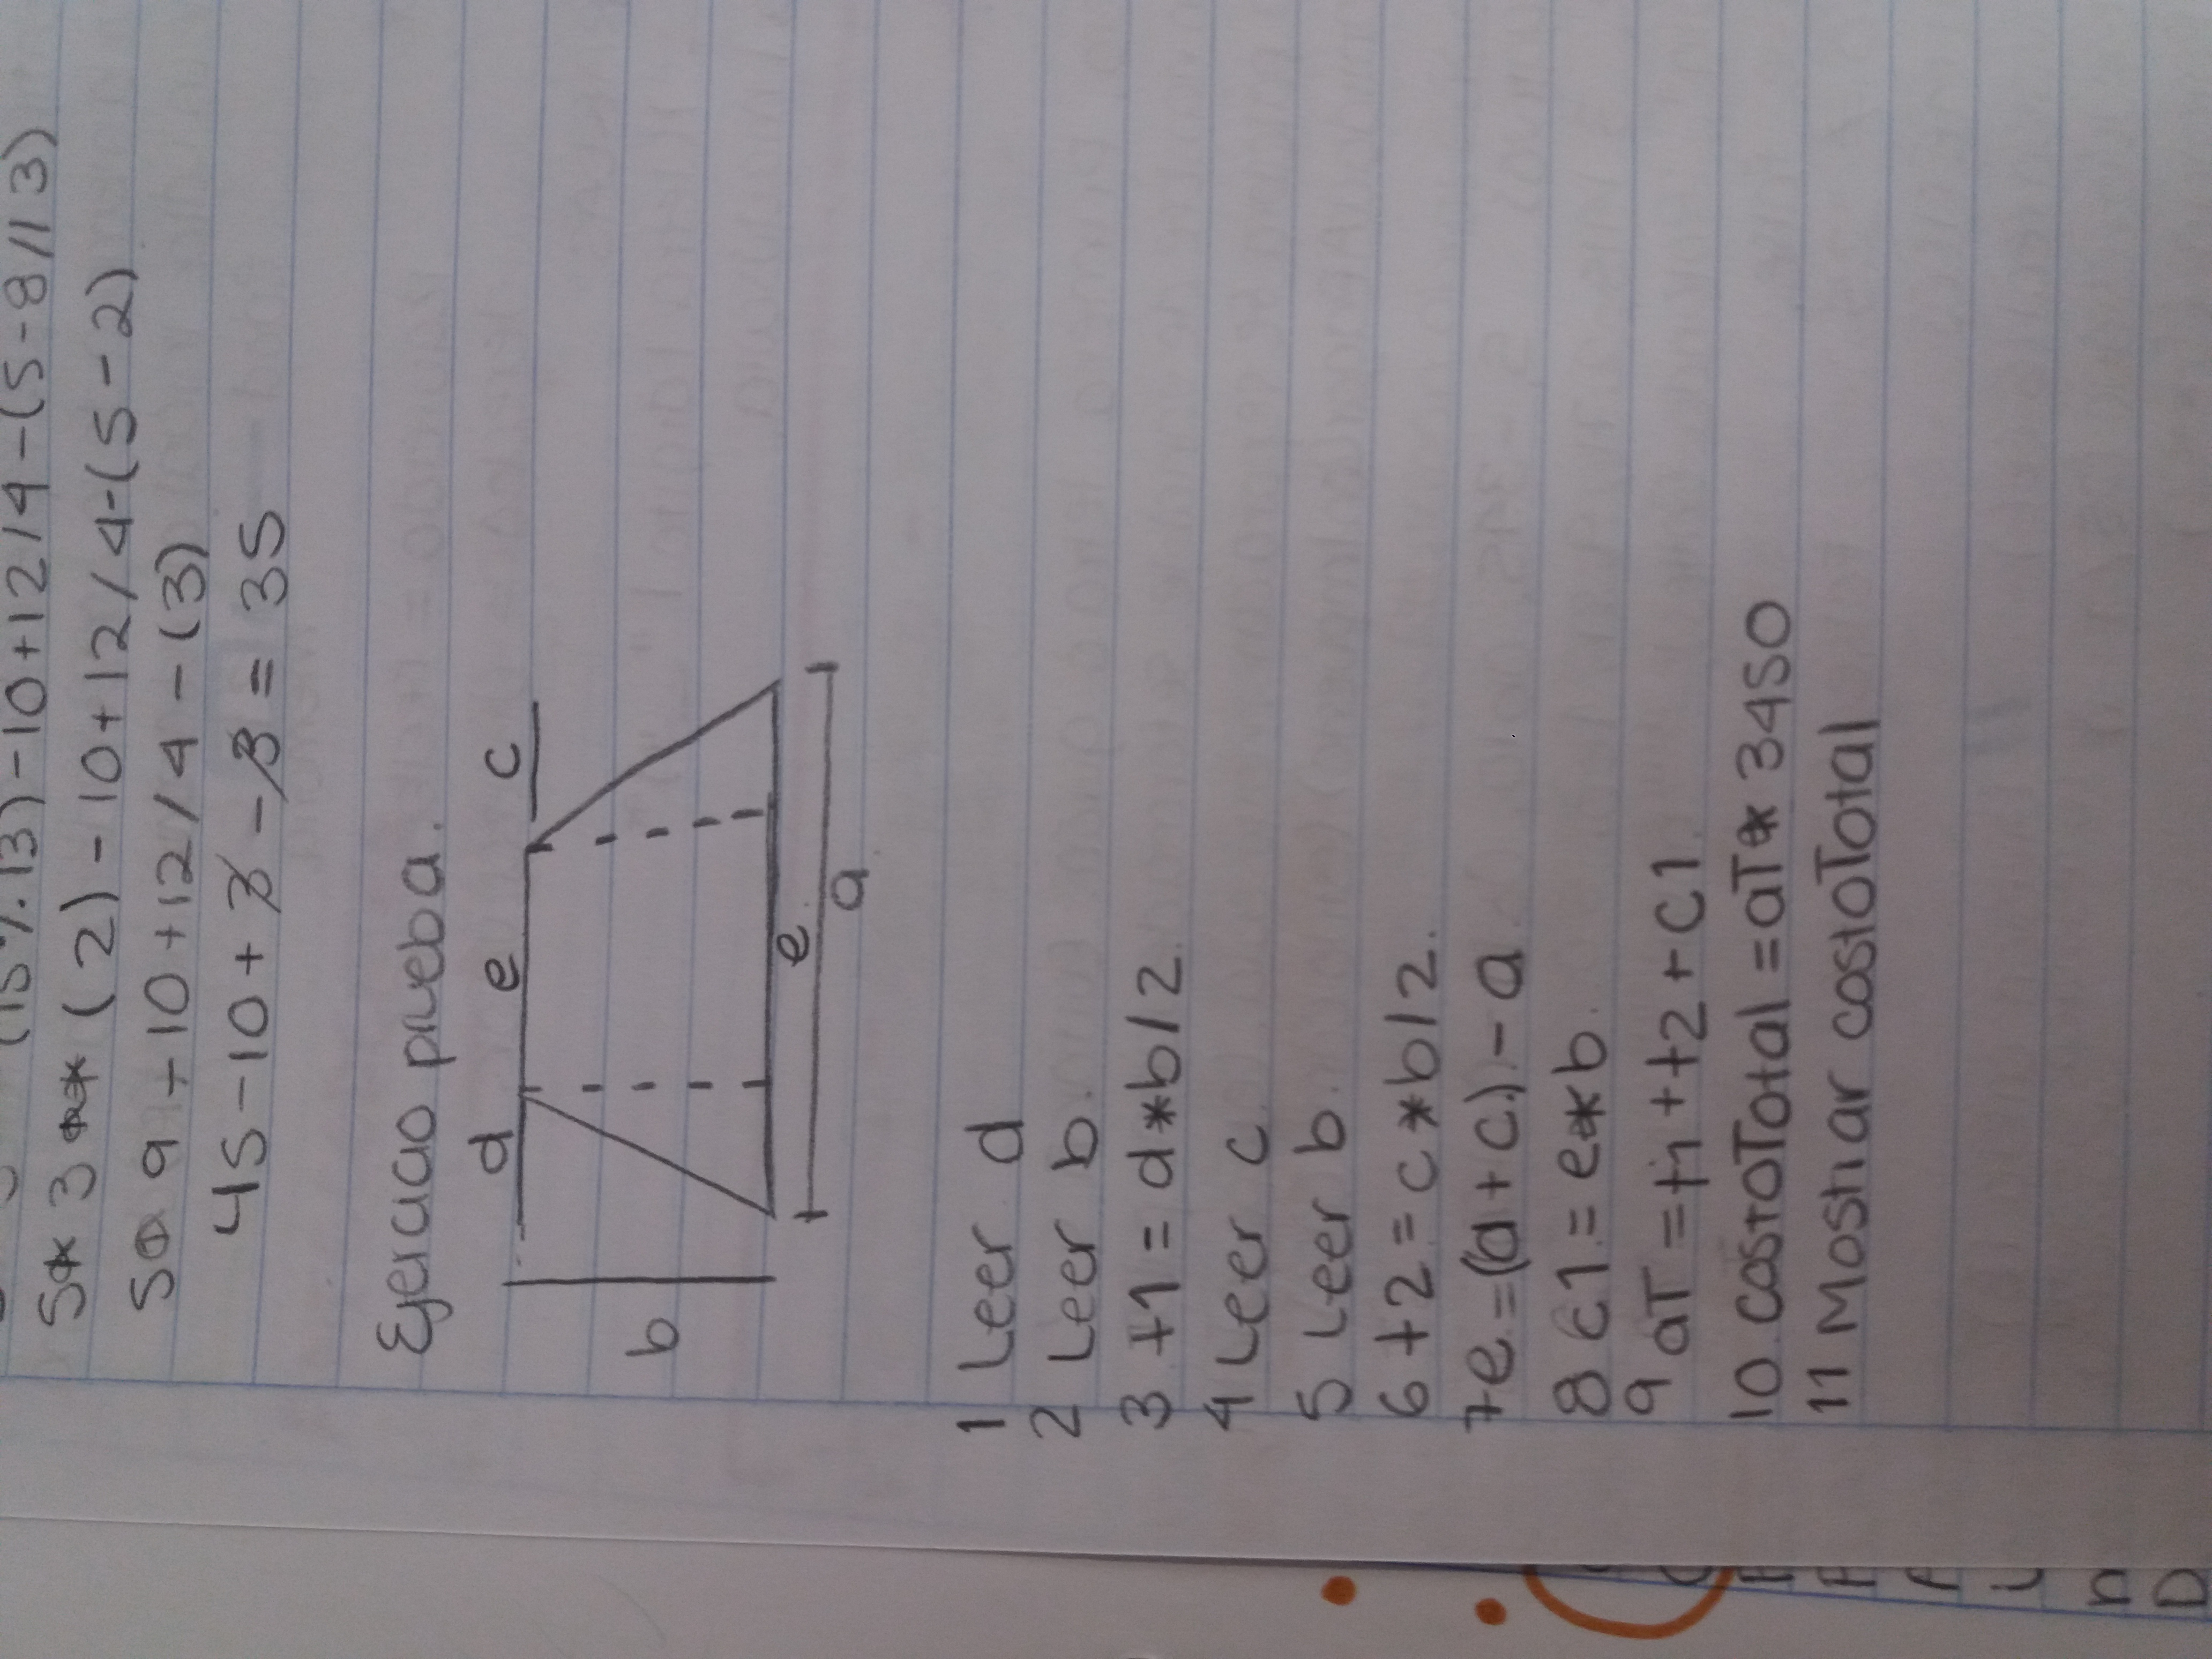 (15%13)-10+12/4-(5-8//3)
5* 3 ** (2) - 10+12/4-(5-2)
5* 9 - 10 + 12/4 - (3)
45-10 + 3 - 3 = 35
Ejercicio prueba.
d e c
b
e
a
1 Leer d
2 Leer b.
3 t1 = d*b/2.
4 Leer c
5 Leer b.
6 t2 = c*b/2.
7 e = (d + c) - a
8 C1 = e*b.
9 aT = t1 + t2 + C1
10 costoTotal = aT* 3450
11 Mostrar costoTotal